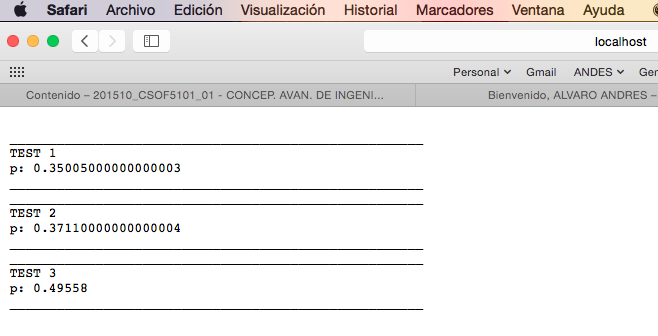 Safari Archivo Edición Visualización Historial Marcadores Ventana Ayuda
localhost
Personal Gmail ANDES Ger
Contenido – 201510_CSOF5101_01 - CONCEP. AVAN. DE INGENI... Bienvenido, ALVARO ANDRES –
TEST 1
p: 0.35005000000000003
TEST 2
p: 0.37110000000000004
TEST 3
p: 0.49558